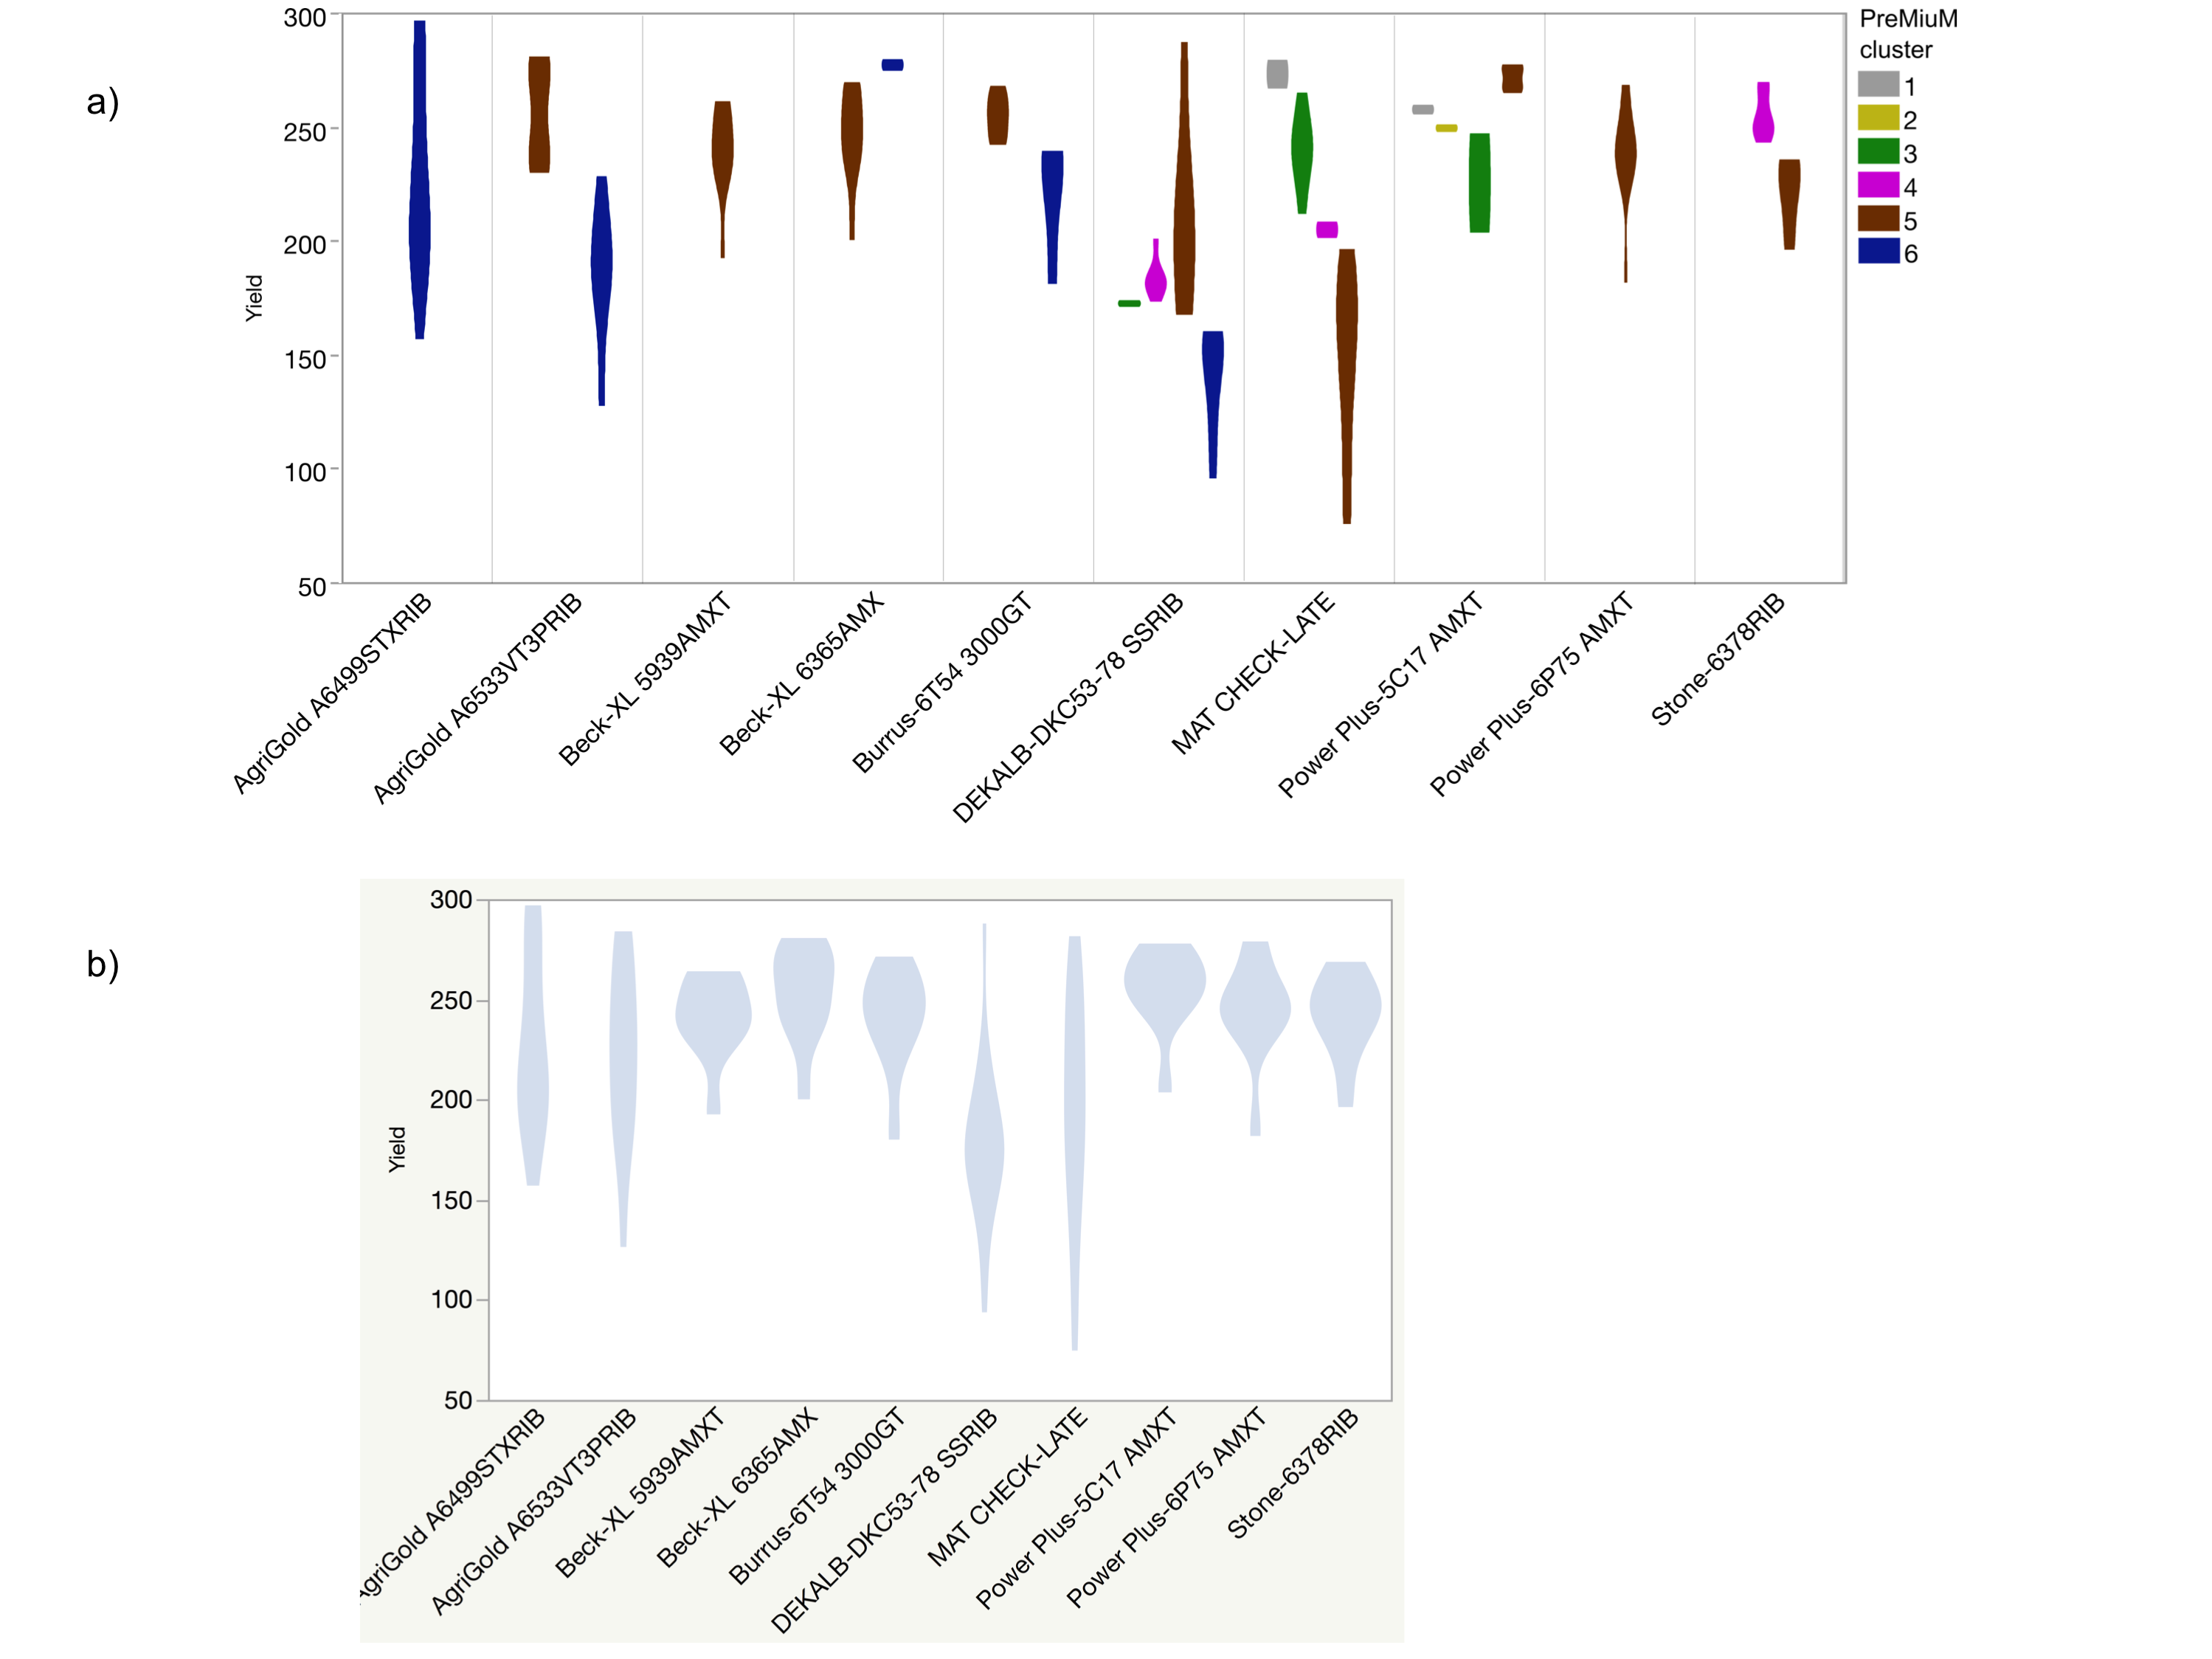 a)
Yield
300
250
200
150
100
50
AgriGold A6499STXRIB
AgriGold A6533VT3PRIB
Beck-XL 5939AMXT
Beck-XL 6365AMX
Burrus-6T54 3000GT
DEKALB-DKC53-78 SSRIB
MAT CHECK-LATE
Power Plus-5C17 AMXT
Power Plus-6P75 AMXT
Stone-6378RIB
PreMiuM
cluster
1
2
3
4
5
6
b)
Yield
300
250
200
150
100
50
AgriGold A6499STXRIB
AgriGold A6533VT3PRIB
Beck-XL 5939AMXT
Beck-XL 6365AMX
Burrus-6T54 3000GT
DEKALB-DKC53-78 SSRIB
MAT CHECK-LATE
Power Plus-5C17 AMXT
Power Plus-6P75 AMXT
Stone-6378RIB